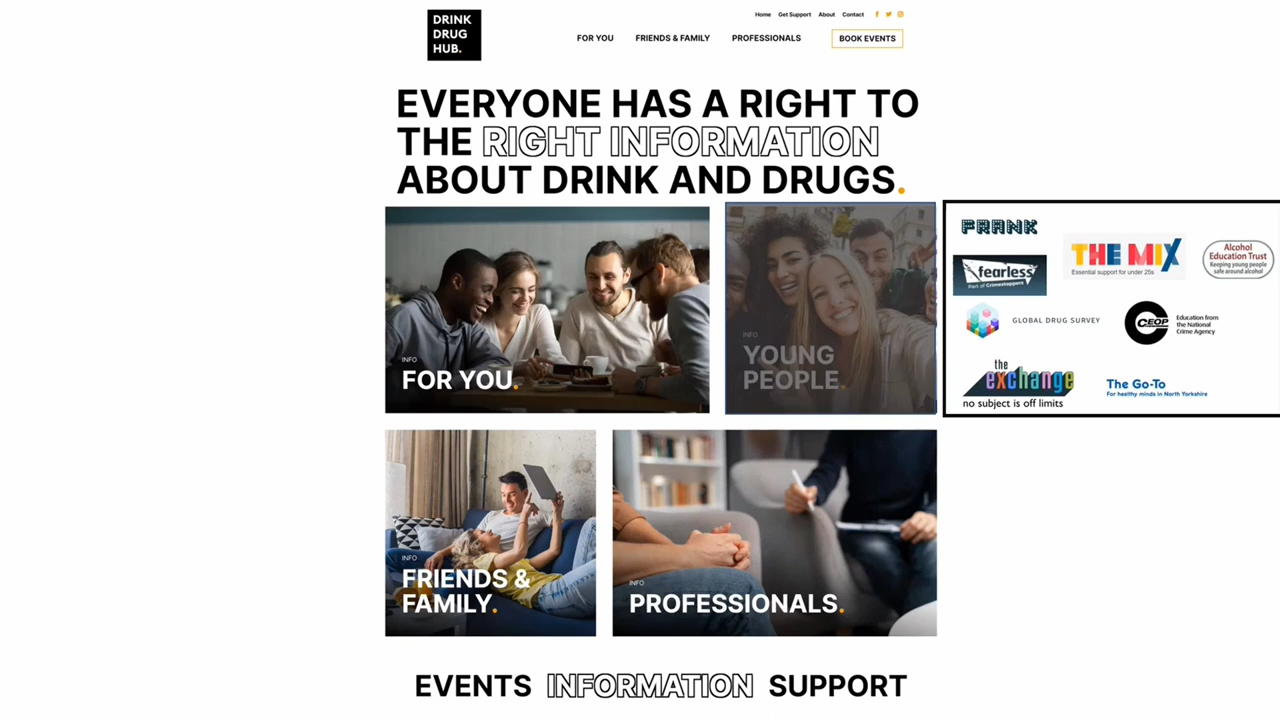 DRINK
DRUG
HUB.
Home Get Support About Contact
FOR YOU FRIENDS & FAMILY PROFESSIONALS BOOK EVENTS
EVERYONE HAS A RIGHT TO
THE RIGHT INFORMATION
ABOUT DRINK AND DRUGS.
INFO
FOR YOU.
INFO
YOUNG
PEOPLE.
FRANK
fearless
Part of Crimestoppers
THE MIX
Essential support for under 25s
Alcohol
Education Trust
Keeping young people
safe around alcohol
GLOBAL DRUG SURVEY
CEOP
Education from
the National
Crime Agency
the
exchange
no subject is off limits
The Go-To
For healthy minds in North Yorkshire
INFO
FRIENDS &
FAMILY.
INFO
PROFESSIONALS.
EVENTS INFORMATION SUPPORT